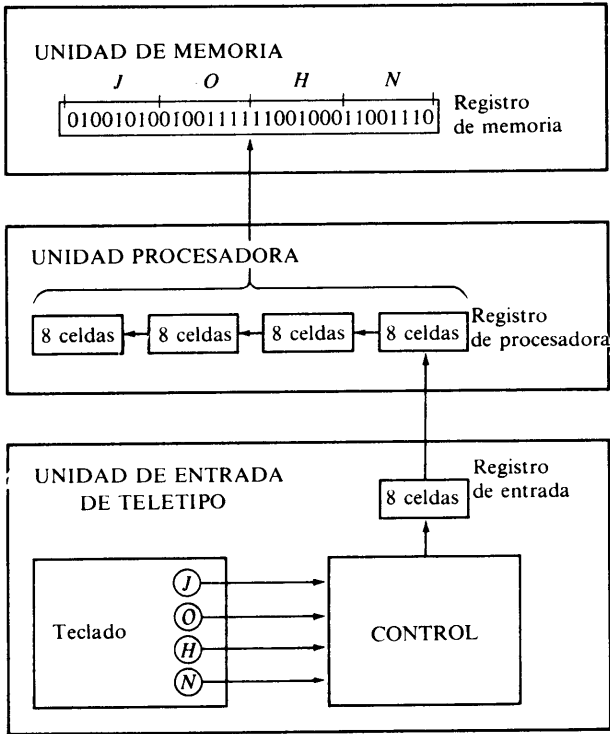 UNIDAD DE MEMORIA
J O H N
01001010010011111100100011001110
Registro
de memoria
UNIDAD PROCESADORA
8 celdas 8 celdas 8 celdas 8 celdas
Registro
de procesadora
UNIDAD DE ENTRADA
DE TELETIPO
Registro
de entrada
8 celdas
Teclado
J
O
H
N
CONTROL